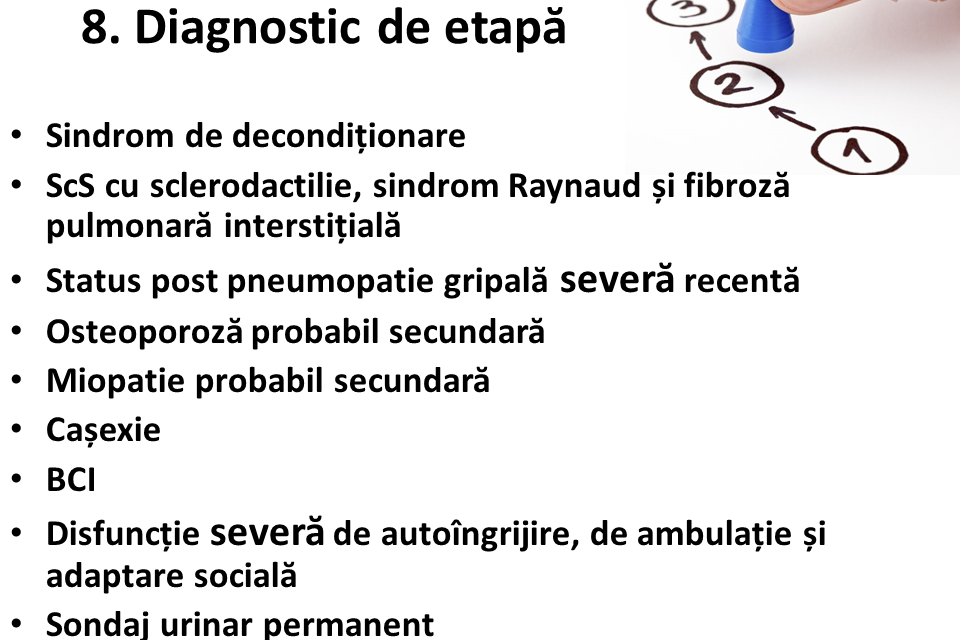 8. Diagnostic de etapă
3
2
1
• Sindrom de decondiționare
• ScS cu sclerodactilie, sindrom Raynaud și fibroză
pulmonară interstițială
• Status post pneumopatie gripală severă recentă
• Osteoporoză probabil secundară
• Miopatie probabil secundară
• Cașexie
• BCI
• Disfuncție severă de autoîngrijire, de ambulație și
adaptare socială
• Sondaj urinar permanent